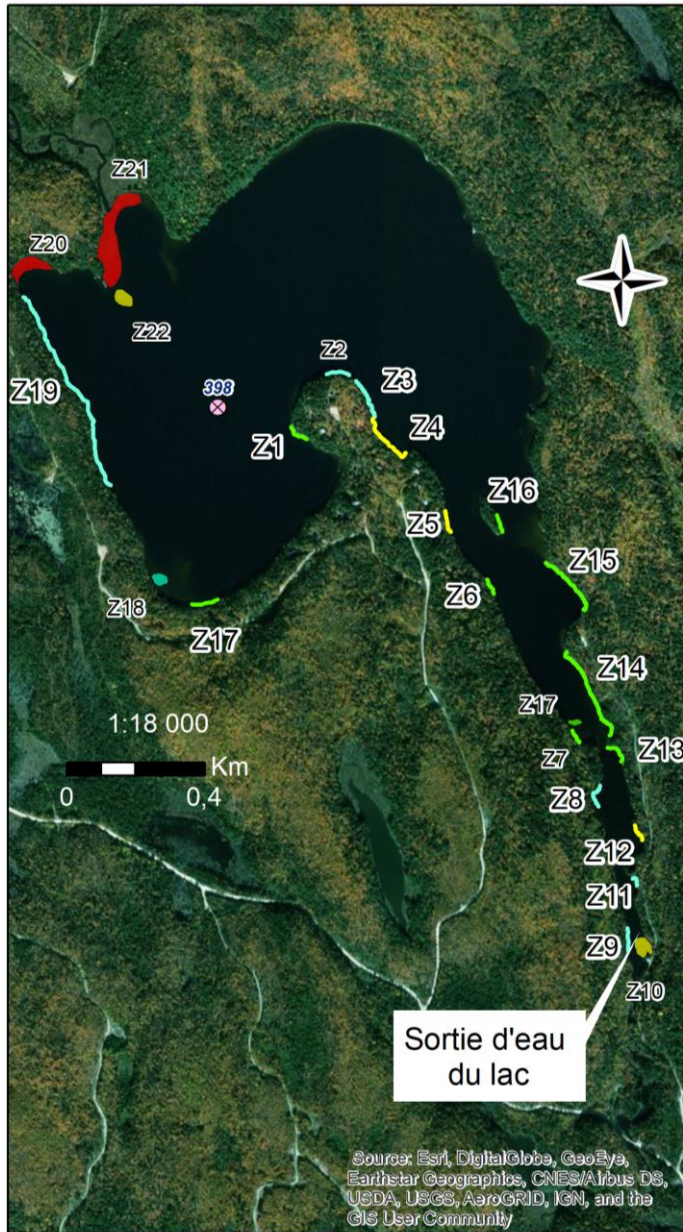 Z21
Z20
Z22
Z2
398
Z19
Z3
Z1
Z4
Z16
Z5
Z15
Z6
Z18
Z17
Z14
1:18 000
Z17
Z13
Z7
Km
0
0,4
Z8
Z12
Z11
Z9
Z10
Sortie d'eau
du lac
Source: Esri, DigitalGlobe, GeoEye,
Earthstar Geographics, CNES/Airbus DS,
USDA, USGS, AeroGRID, IGN, and the
GIS User Community